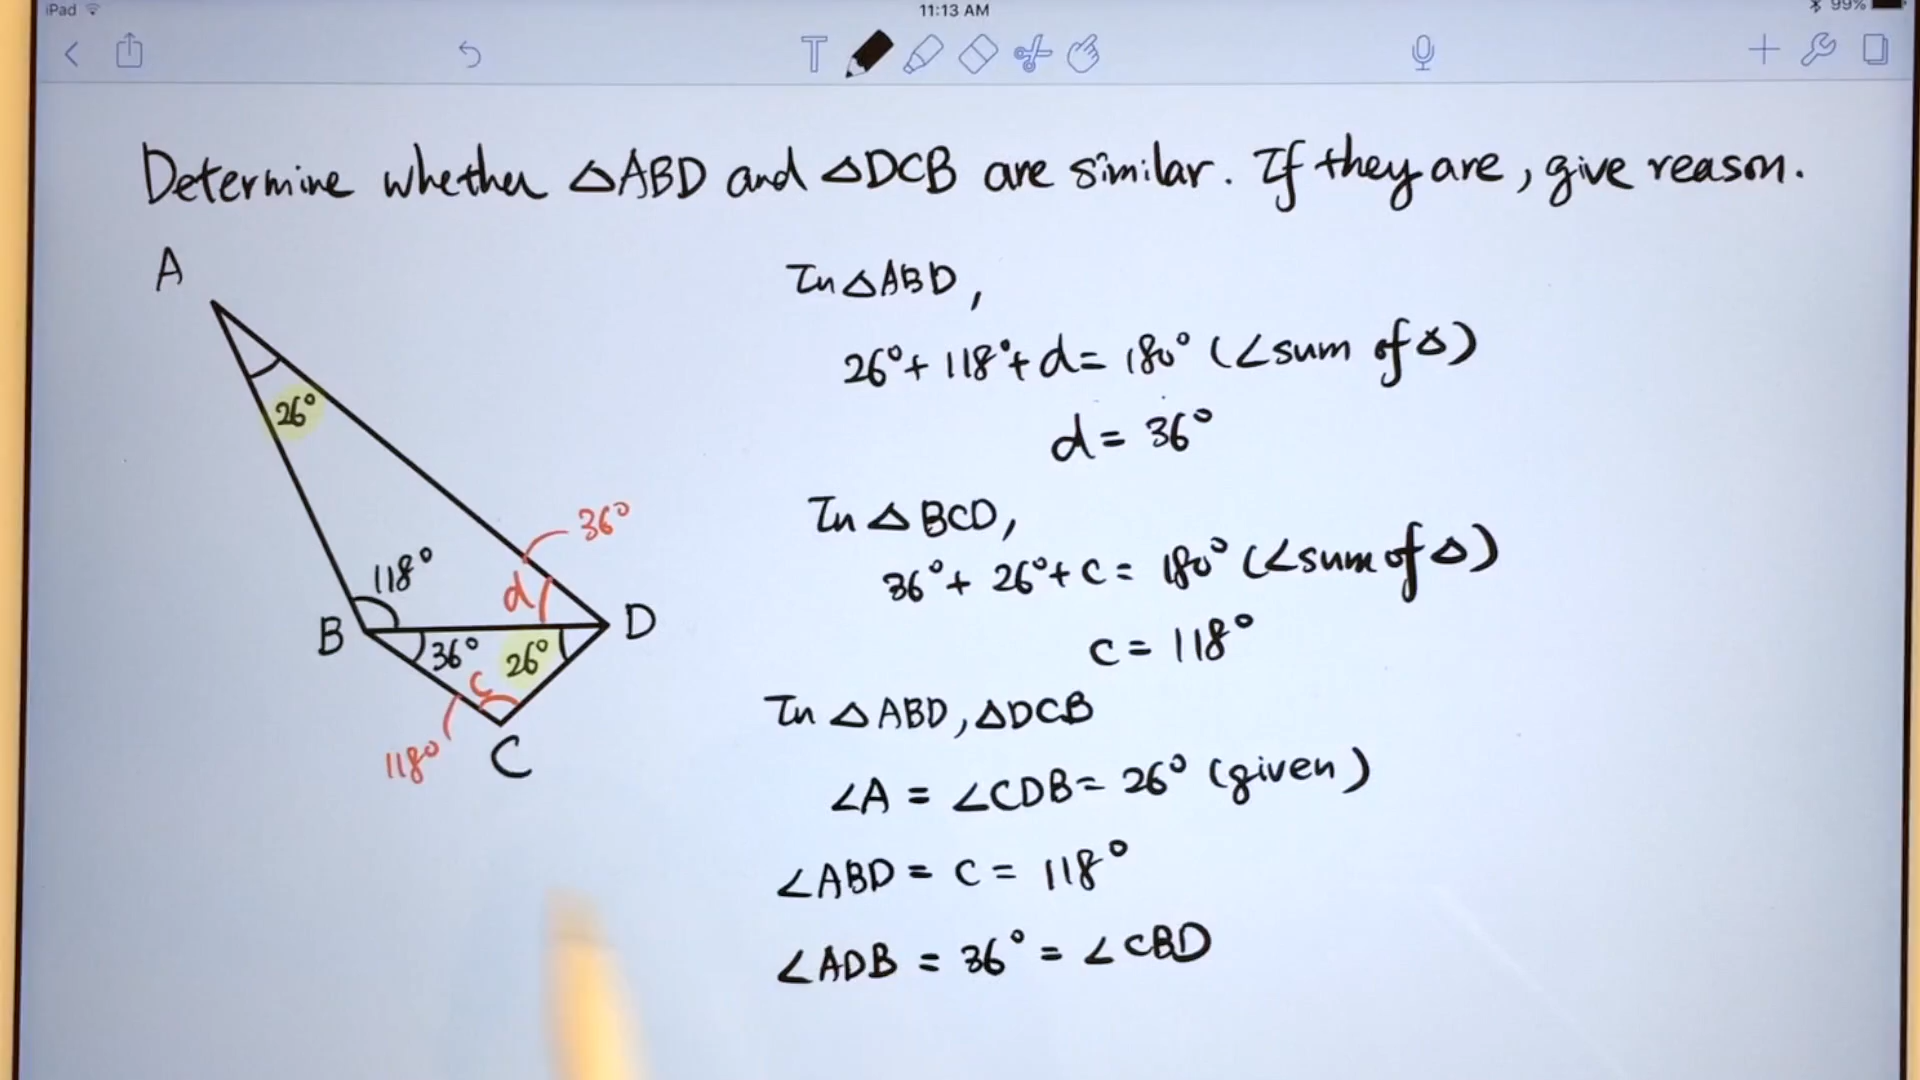 iPad
11:13 AM
99%
T
Determine whether △ABD and △DCB are similar. If they are, give reason.
A
26°
118°
36°
d
B
D
36°
26°
c
118°
C
In △ABD,
26° + 118° + d = 180° (∠sum of △)
d = 36°
In △BCD,
36° + 26° + c = 180° (∠sum of △)
c = 118°
In △ABD, △DCB
∠A = ∠CDB = 26° (given)
∠ABD = c = 118°
∠ADB = 36° = ∠CBD